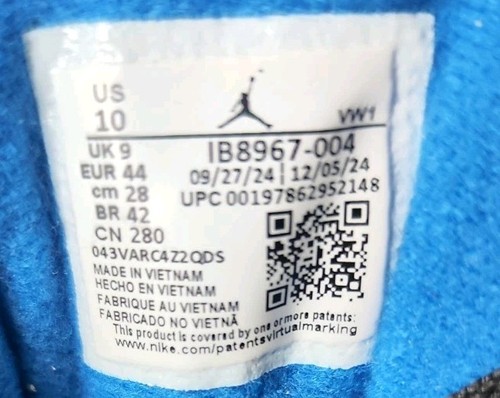 US
10
VW1
UK 9
IB8967-004
EUR 44
09/27/24 | 12/05/24
cm 28
UPC 00197862952148
BR 42
CN 280
043VARC4Z2QDS
MADE IN VIETNAM
HECHO EN VIETNAM
FABRIQUE AU VIETNAM
FABRICADO NO VIETNÃ
This product is covered by one or more patents:
www.nike.com/patentsvirtualmarking